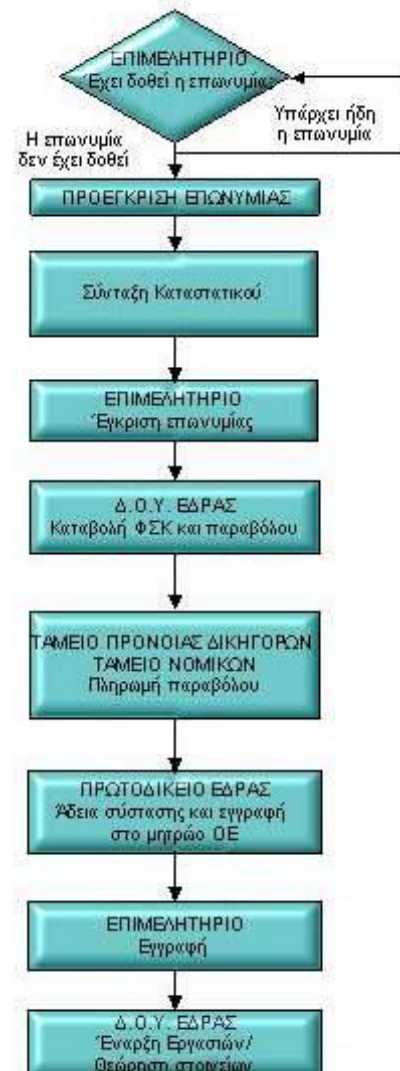 ΕΠΙΜΕΛΗΤΗΡΙΟ
Έχει δοθεί η επωνυμία;
Υπάρχει ήδη
η επωνυμία
Η επωνυμία
δεν έχει δοθεί
ΠΡΟΕΓΚΡΙΣΗ ΕΠΩΝΥΜΙΑΣ
Σύνταξη Καταστατικού
ΕΠΙΜΕΛΗΤΗΡΙΟ
Έγκριση επωνυμίας
Δ.Ο.Υ. ΕΔΡΑΣ
Καταβολή ΦΣΚ και παραβόλου
ΤΑΜΕΙΟ ΠΡΟΝΟΙΑΣ ΔΙΚΗΓΟΡΩΝ
ΤΑΜΕΙΟ ΝΟΜΙΚΩΝ
Πληρωμή παραβόλου
ΠΡΩΤΟΔΙΚΕΙΟ ΕΔΡΑΣ
Άδεια σύστασης και εγγραφή
στο μητρώο ΟΕ
ΕΠΙΜΕΛΗΤΗΡΙΟ
Εγγραφή
Δ.Ο.Υ. ΕΔΡΑΣ
Έναρξη Εργασιών/
Θεώρηση στοιχείων